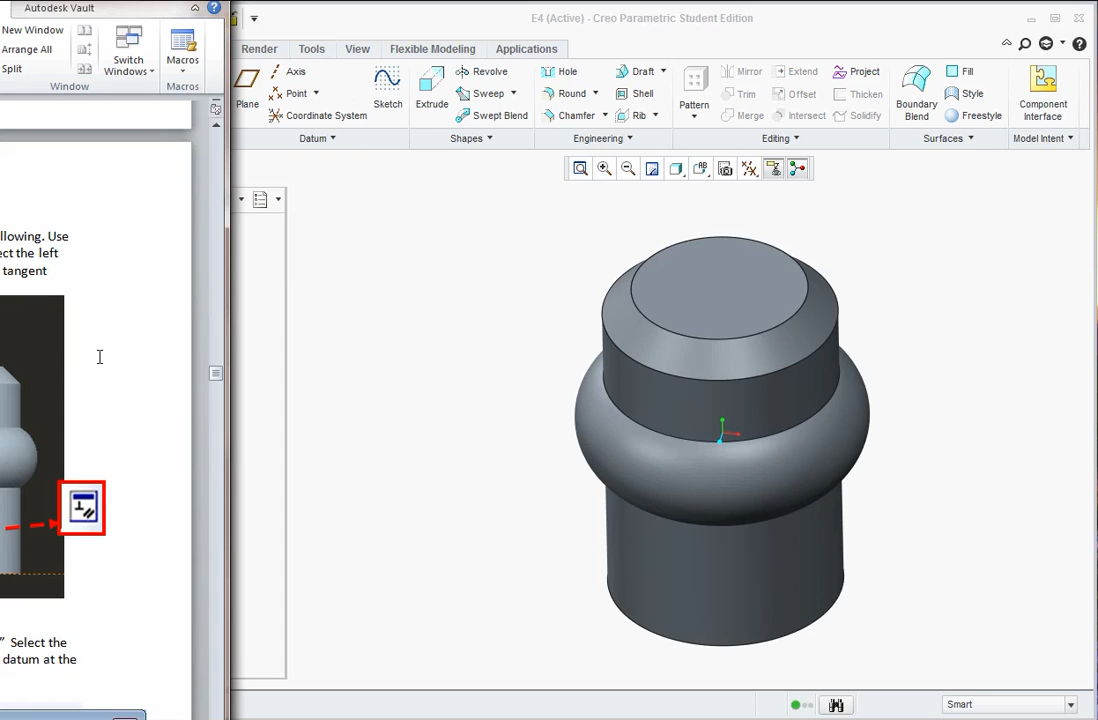 Autodesk Vault
New Window
Arrange All
Split
Switch
Windows
Macros
Window
Macros
llowing. Use
ect the left
tangent
” Select the
datum at the
E4 (Active) - Creo Parametric Student Edition
Render Tools View Flexible Modeling Applications
Plane
Axis
Point
Coordinate System
Sketch
Datum
Extrude
Revolve
Sweep
Swept Blend
Shapes
Hole
Round
Chamfer
Draft
Shell
Rib
Engineering
Pattern
Mirror
Trim
Merge
Extend
Offset
Intersect
Project
Thicken
Solidify
Editing
Boundary
Blend
Fill
Style
Freestyle
Surfaces
Component
Interface
Model Intent
Smart